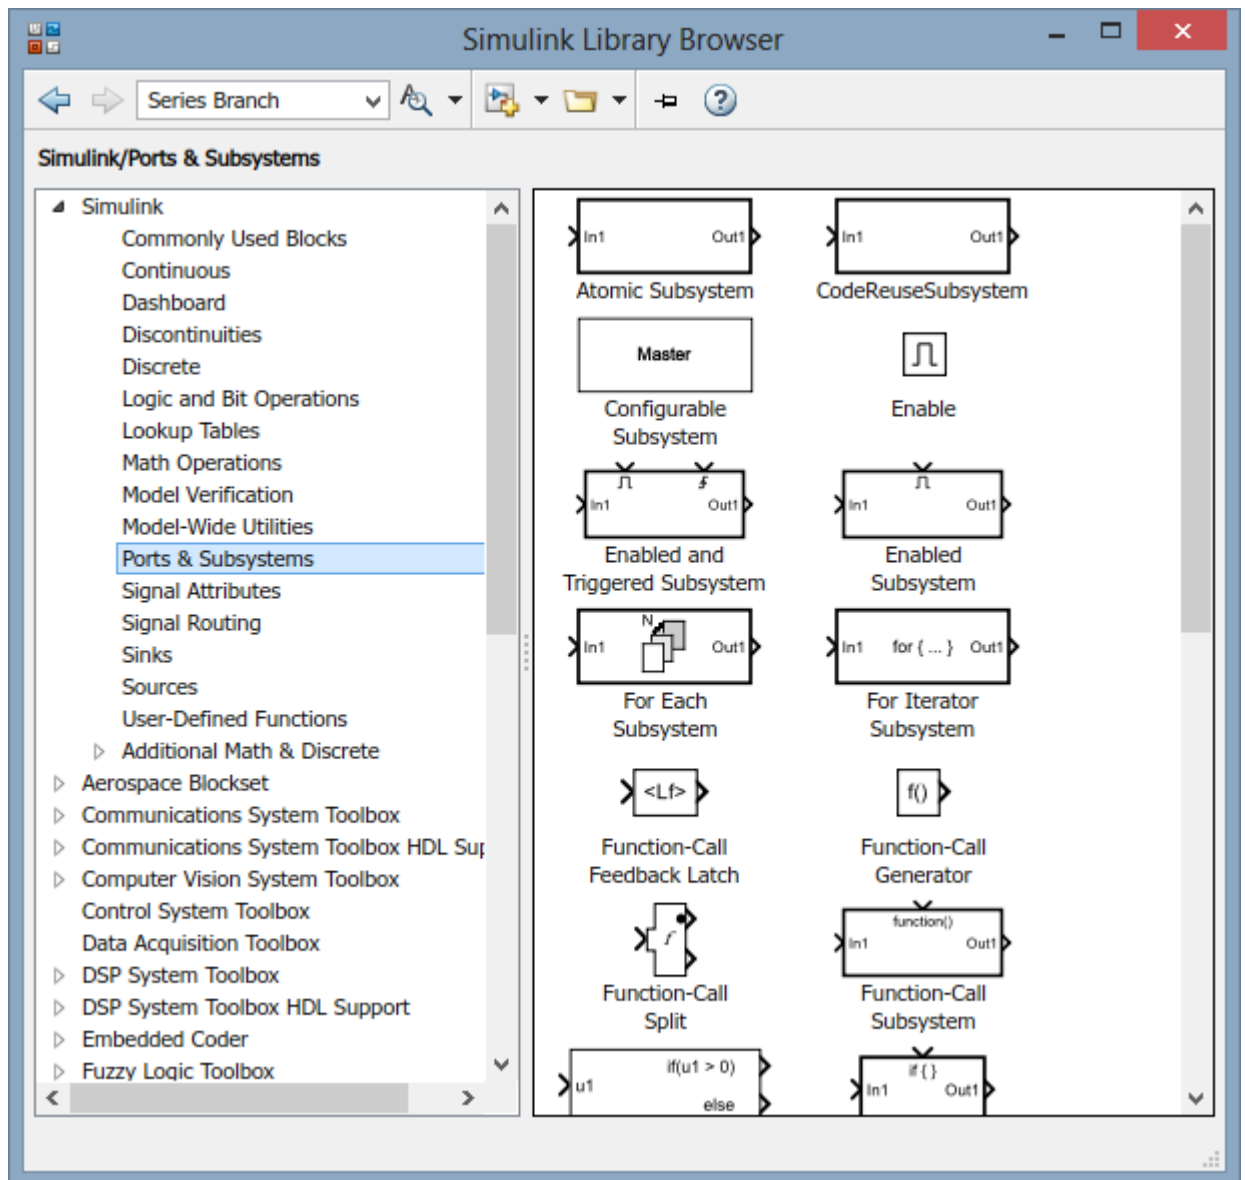 Simulink Library Browser
Series Branch
Simulink/Ports & Subsystems
Simulink
Commonly Used Blocks
Continuous
Dashboard
Discontinuities
Discrete
Logic and Bit Operations
Lookup Tables
Math Operations
Model Verification
Model-Wide Utilities
Ports & Subsystems
Signal Attributes
Signal Routing
Sinks
Sources
User-Defined Functions
Additional Math & Discrete
Aerospace Blockset
Communications System Toolbox
Communications System Toolbox HDL Sup
Computer Vision System Toolbox
Control System Toolbox
Data Acquisition Toolbox
DSP System Toolbox
DSP System Toolbox HDL Support
Embedded Coder
Fuzzy Logic Toolbox
In1 Out1
Atomic Subsystem
In1 Out1
CodeReuseSubsystem
Master
Configurable
Subsystem
Enable
In1 Out1
Enabled and
Triggered Subsystem
In1 Out1
Enabled
Subsystem
N
In1 Out1
For Each
Subsystem
In1 for { ... } Out1
For Iterator
Subsystem
<Lf>
Function-Call
Feedback Latch
f()
Function-Call
Generator
f
Function-Call
Split
function()
In1 Out1
Function-Call
Subsystem
if(u1 > 0)
u1
else
if { }
In1 Out1